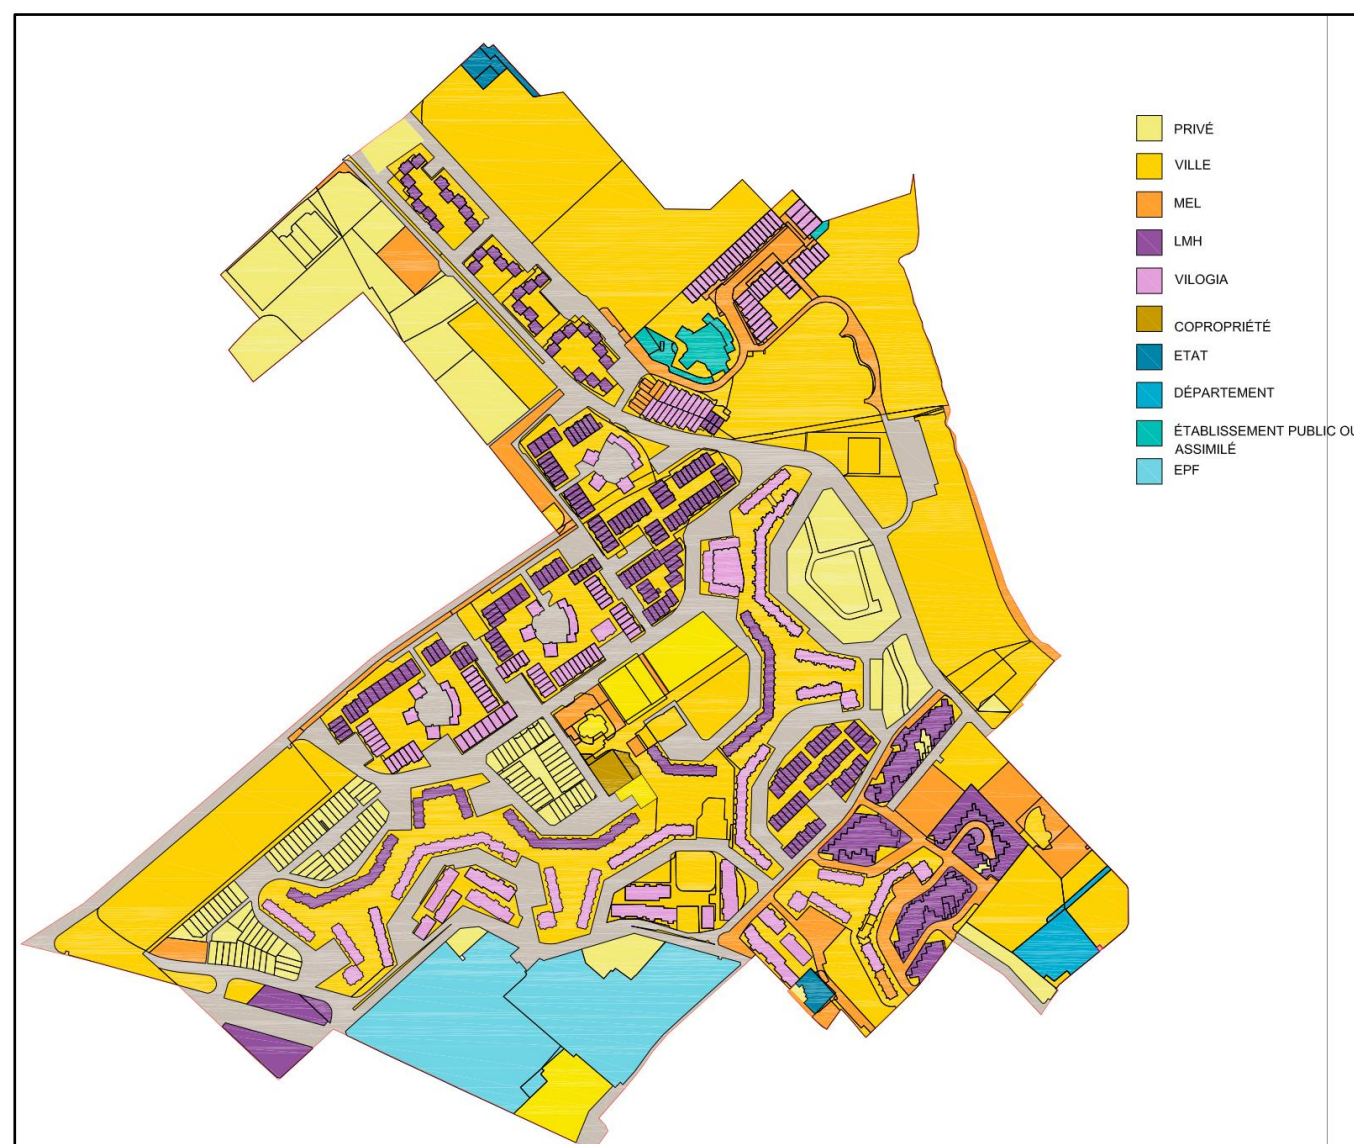 PRIVÉ
VILLE
MEL
LMH
VILOGIA
COPROPRIÉTÉ
ETAT
DÉPARTEMENT
ÉTABLISSEMENT PUBLIC OU
ASSIMILÉ
EPF